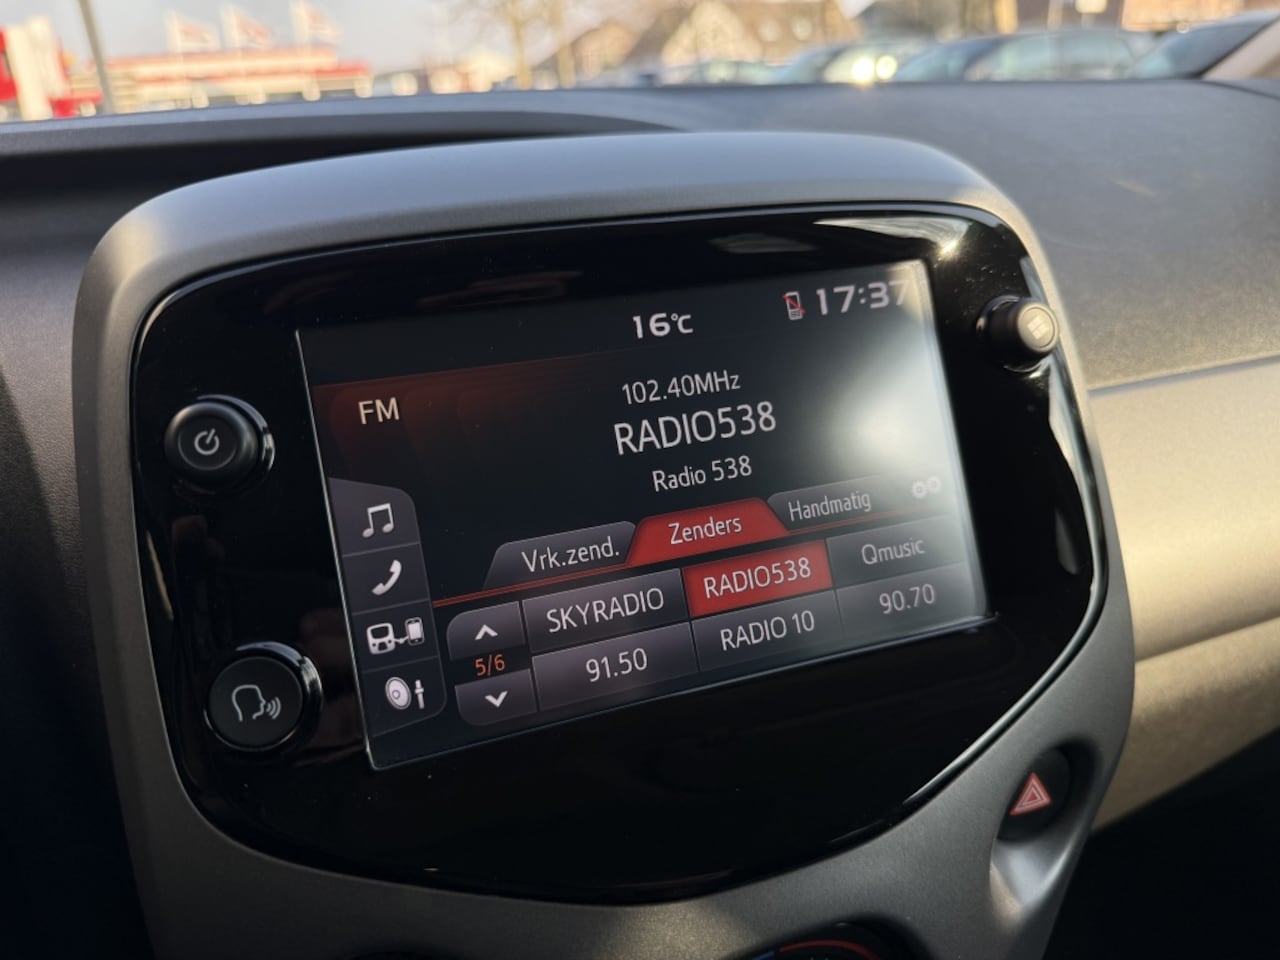 16°C
17:37
FM
102.40MHz
RADIO538
Radio 538
Vrk.zend.
Zenders
Handmatig
SKYRADIO
RADIO538
Qmusic
5/6
91.50
RADIO 10
90.70